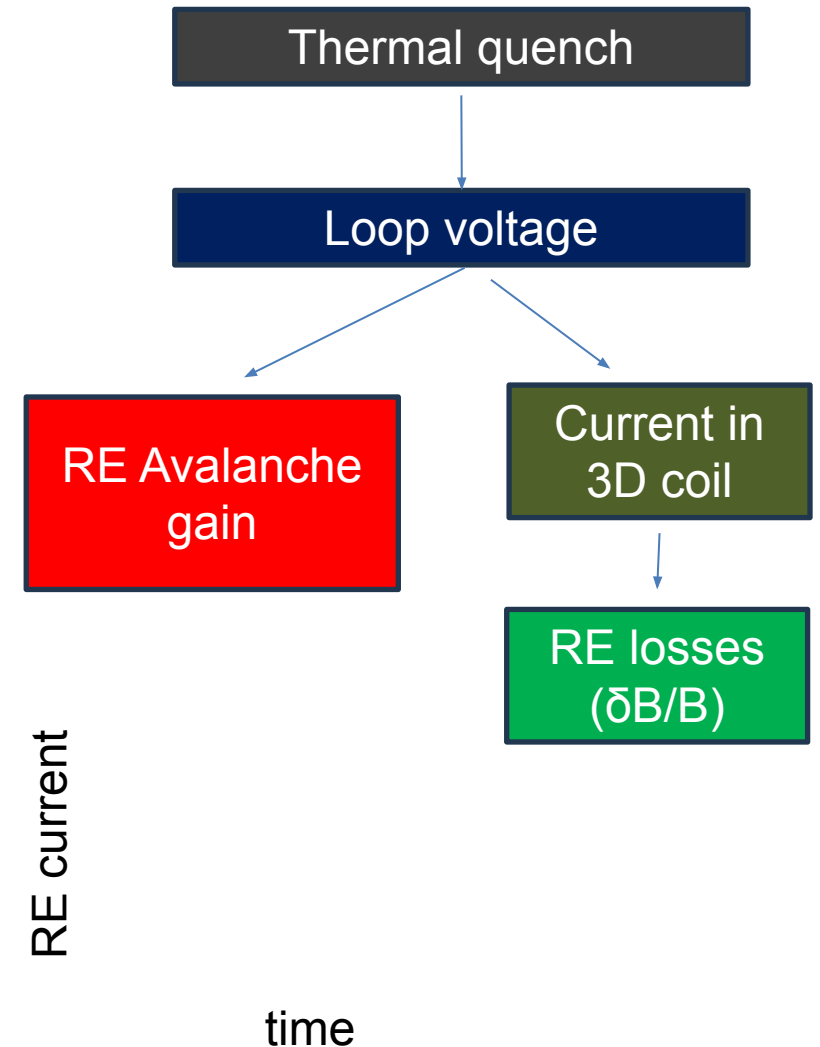 Thermal quench
Loop voltage
RE Avalanche
gain
Current in
3D coil
RE losses
(δB/B)
RE current
time